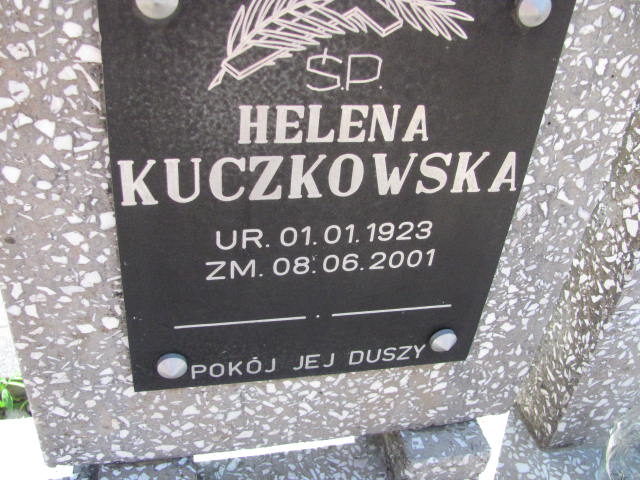 Ś.P.
HELENA
KUCZKOWSKA
UR. 01.01.1923
ZM. 08.06.2001
POKÓJ JEJ DUSZY